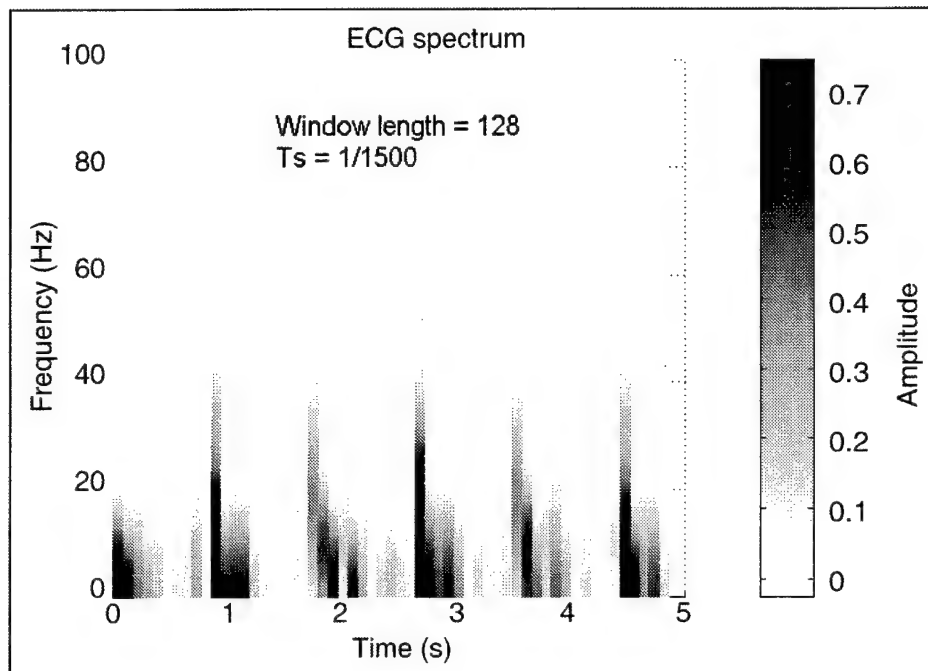 ECG spectrum
Window length = 128
Ts = 1/1500
Frequency (Hz)
100
80
60
40
20
0
0 1 2 3 4 5
Time (s)
0.7
0.6
0.5
0.4
0.3
0.2
0.1
0
Amplitude